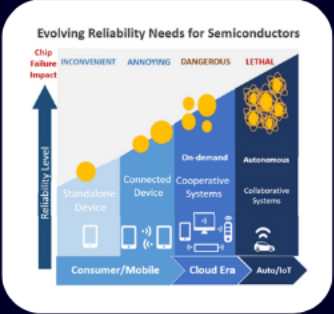 Evolving Reliability Needs for Semiconductors
Chip
Failure
Impact
INCONVENIENT
ANNOYING
DANGEROUS
LETHAL
Reliability Level
Standalone
Device
Connected
Device
On-demand
Cooperative
Systems
Autonomous
Collaborative
Systems
Consumer/Mobile
Cloud Era
Auto/IoT